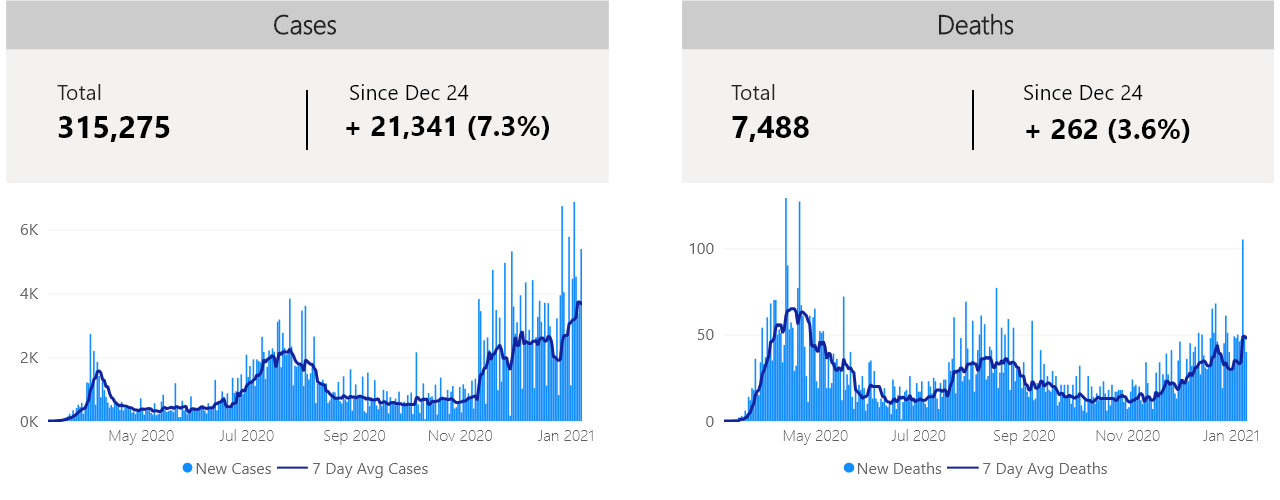 Cases
Total
315,275
Since Dec 24
+ 21,341 (7.3%)
6K
4K
2K
0K
May 2020 Jul 2020 Sep 2020 Nov 2020 Jan 2021
New Cases 7 Day Avg Cases
Deaths
Total
7,488
Since Dec 24
+ 262 (3.6%)
100
50
0
May 2020 Jul 2020 Sep 2020 Nov 2020 Jan 2021
New Deaths 7 Day Avg Deaths